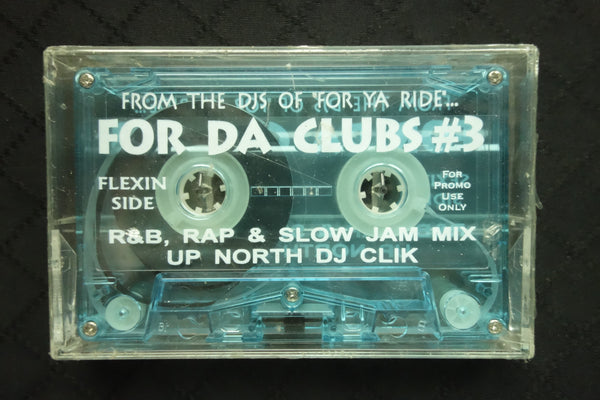 FROM THE DJS OF 'FOR YA RIDE'...
FOR DA CLUBS #3
FLEXIN
SIDE
FOR
PROMO
USE
ONLY
R&B, RAP & SLOW JAM MIX
UP NORTH DJ CLIK